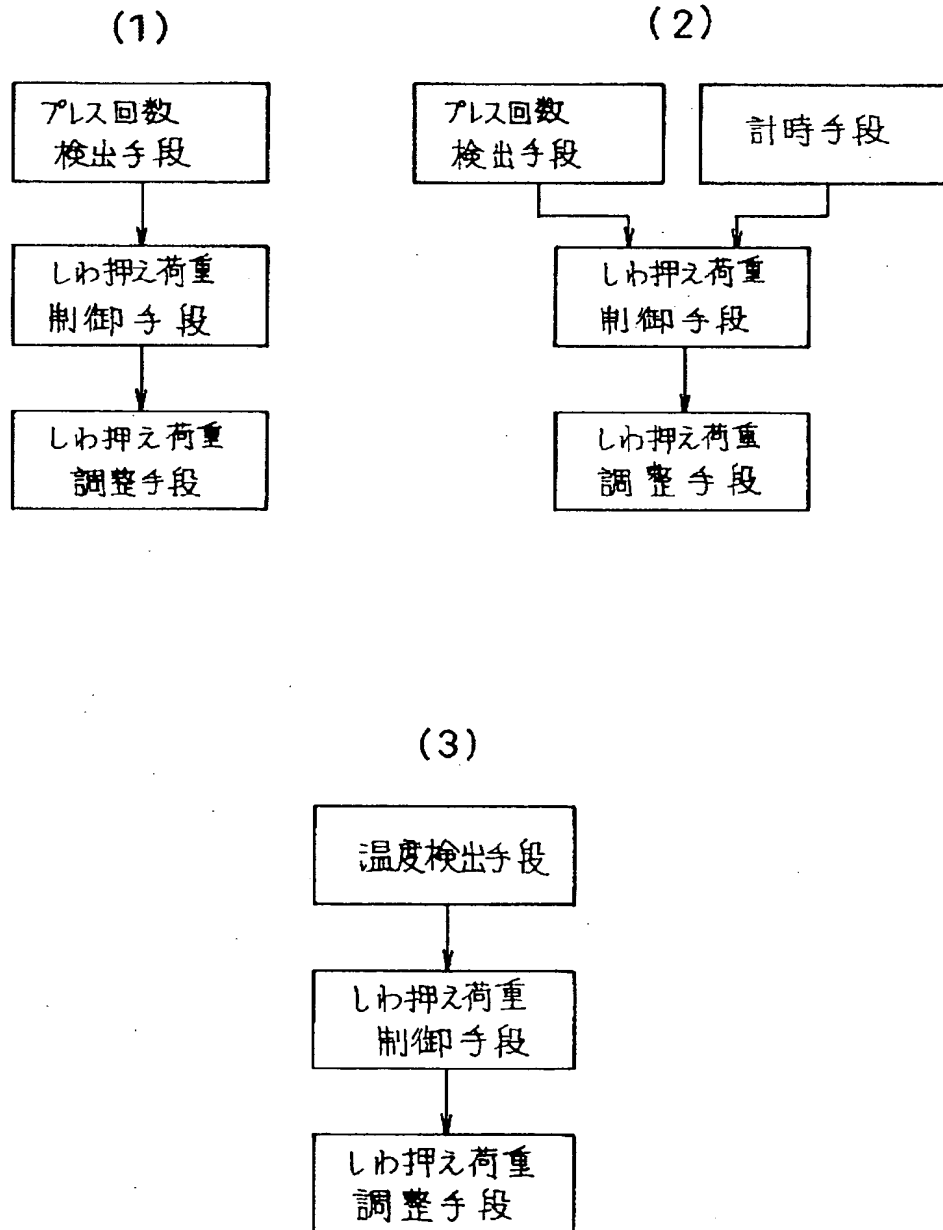 (1)
プレス回数
検出手段
しわ押え荷重
制御手段
しわ押え荷重
調整手段
(2)
プレス回数
検出手段
計時手段
しわ押え荷重
制御手段
しわ押え荷重
調整手段
(3)
温度検出手段
しわ押え荷重
制御手段
しわ押え荷重
調整手段